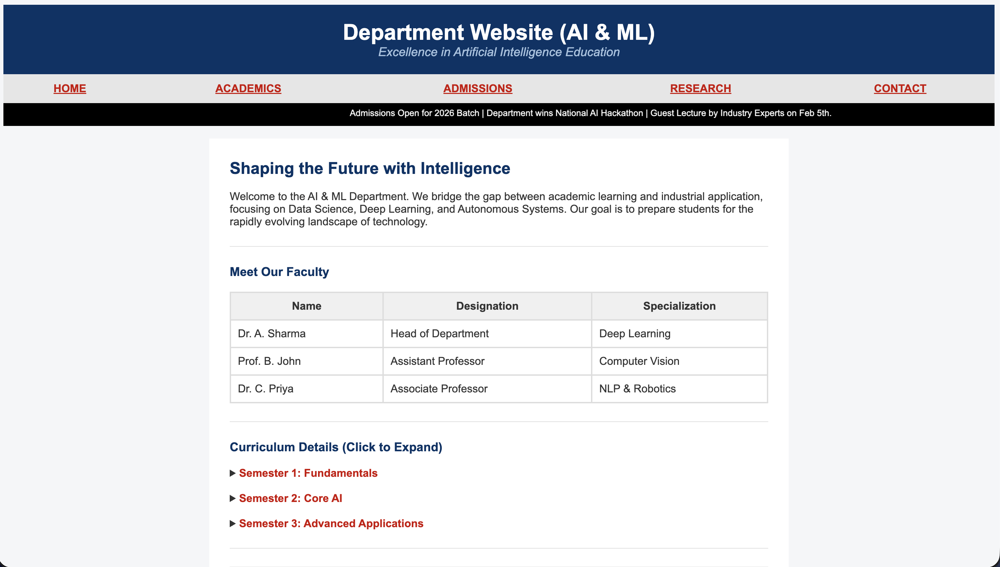 Department Website (AI & ML)
Excellence in Artificial Intelligence Education
HOME ACADEMICS ADMISSIONS RESEARCH CONTACT
Admissions Open for 2026 Batch | Department wins National AI Hackathon | Guest Lecture by Industry Experts on Feb 5th.
Shaping the Future with Intelligence
Welcome to the AI & ML Department. We bridge the gap between academic learning and industrial application,
focusing on Data Science, Deep Learning, and Autonomous Systems. Our goal is to prepare students for the
rapidly evolving landscape of technology.
Meet Our Faculty
Name Designation Specialization
Dr. A. Sharma Head of Department Deep Learning
Prof. B. John Assistant Professor Computer Vision
Dr. C. Priya Associate Professor NLP & Robotics
Curriculum Details (Click to Expand)
Semester 1: Fundamentals
Semester 2: Core AI
Semester 3: Advanced Applications